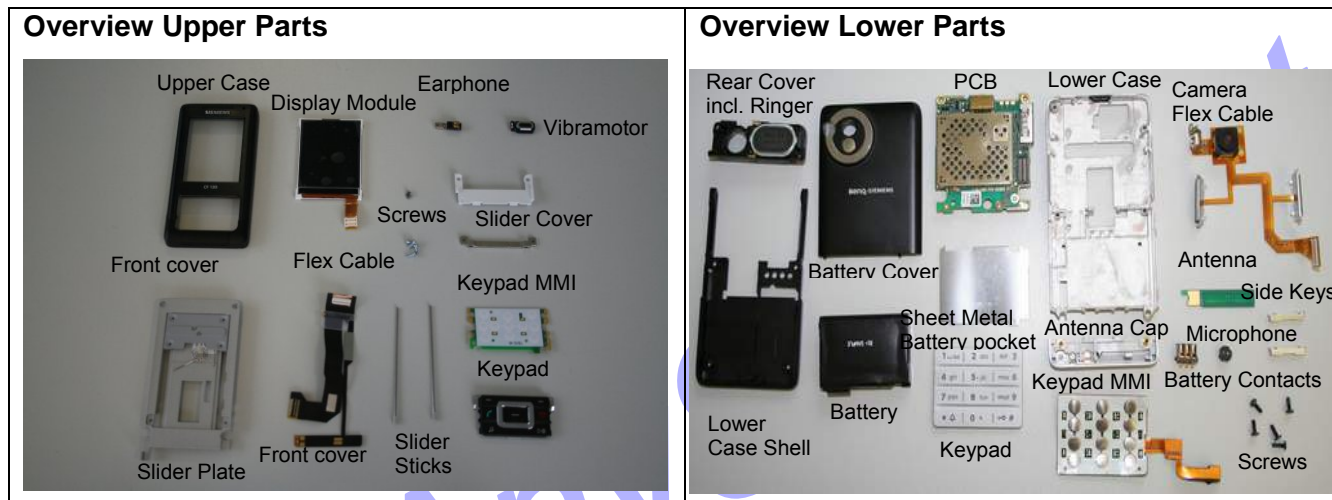 Overview Upper Parts
Upper Case
Display Module
Earphone
Vibramotor
Screws
Slider Cover
Front cover
Flex Cable
Keypad MMI
Keypad
Slider Plate
Front cover
Slider
Sticks
Overview Lower Parts
Rear Cover
incl. Ringer
PCB
Lower Case
Camera
Flex Cable
BenQ-SIEMENS
Battery Cover
Antenna
Side Keys
Sheet Metal
Battery pocket
Antenna Cap
Microphone
Keypad MMI
Battery Contacts
Lower
Case Shell
Battery
Keypad
Screws